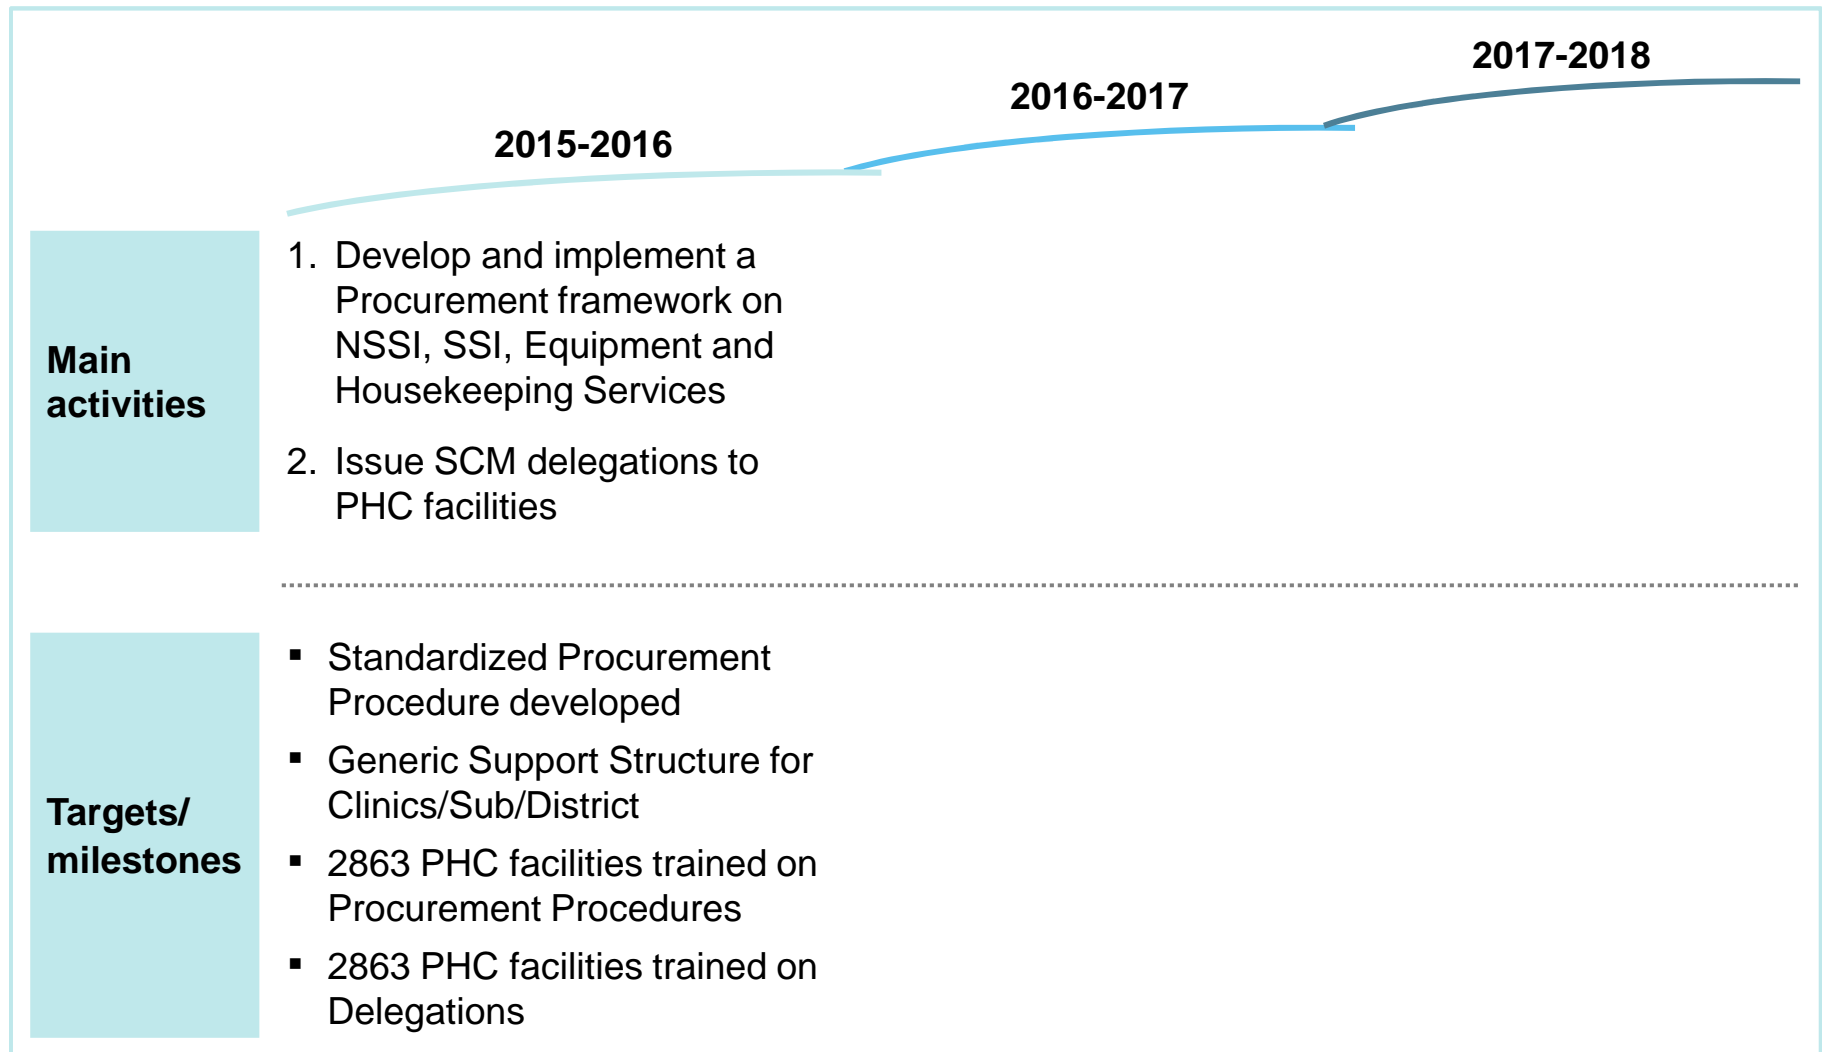 2017-2018
2016-2017
2015-2016
Main
activities
1. Develop and implement a
Procurement framework on
NSSI, SSI, Equipment and
Housekeeping Services
2. Issue SCM delegations to
PHC facilities
Targets/
milestones
▪ Standardized Procurement
Procedure developed
▪ Generic Support Structure for
Clinics/Sub/District
▪ 2863 PHC facilities trained on
Procurement Procedures
▪ 2863 PHC facilities trained on
Delegations